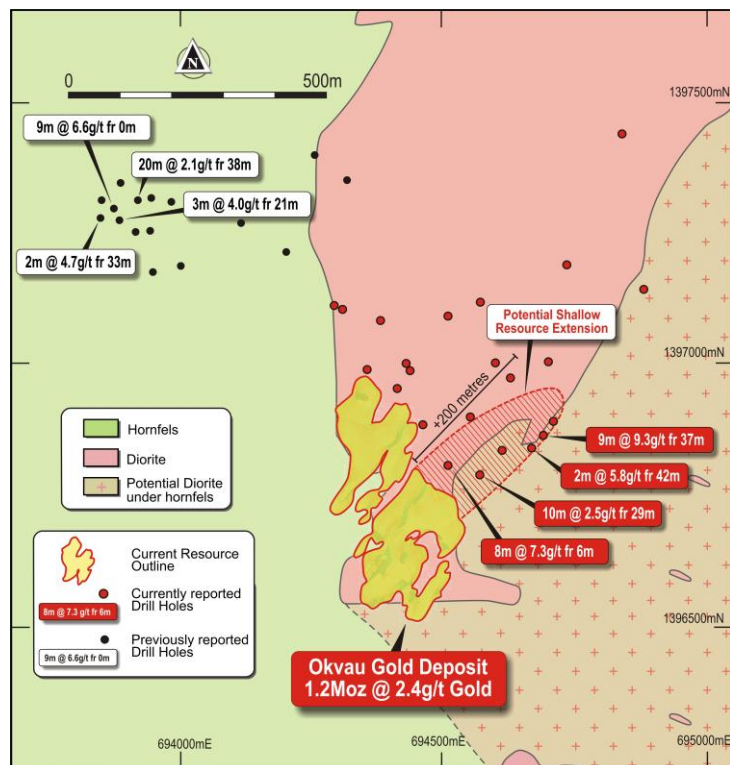 N
0
500m
1397500mN
9m @ 6.6g/t fr 0m
20m @ 2.1g/t fr 38m
3m @ 4.0g/t fr 21m
2m @ 4.7g/t fr 33m
Potential Shallow
Resource Extension
1397000mN
+200 metres
Hornfels
Diorite
Potential Diorite
under hornfels
9m @ 9.3g/t fr 37m
2m @ 5.8g/t fr 42m
10m @ 2.5g/t fr 29m
8m @ 7.3g/t fr 6m
Current Resource
Outline
Currently reported
Drill Holes
8m @ 7.3 g/t fr 6m
Previously reported
Drill Holes
9m @ 6.6g/t fr 0m
1396500mN
Okvau Gold Deposit
1.2Moz @ 2.4g/t Gold
694000mE
694500mE
695000mE